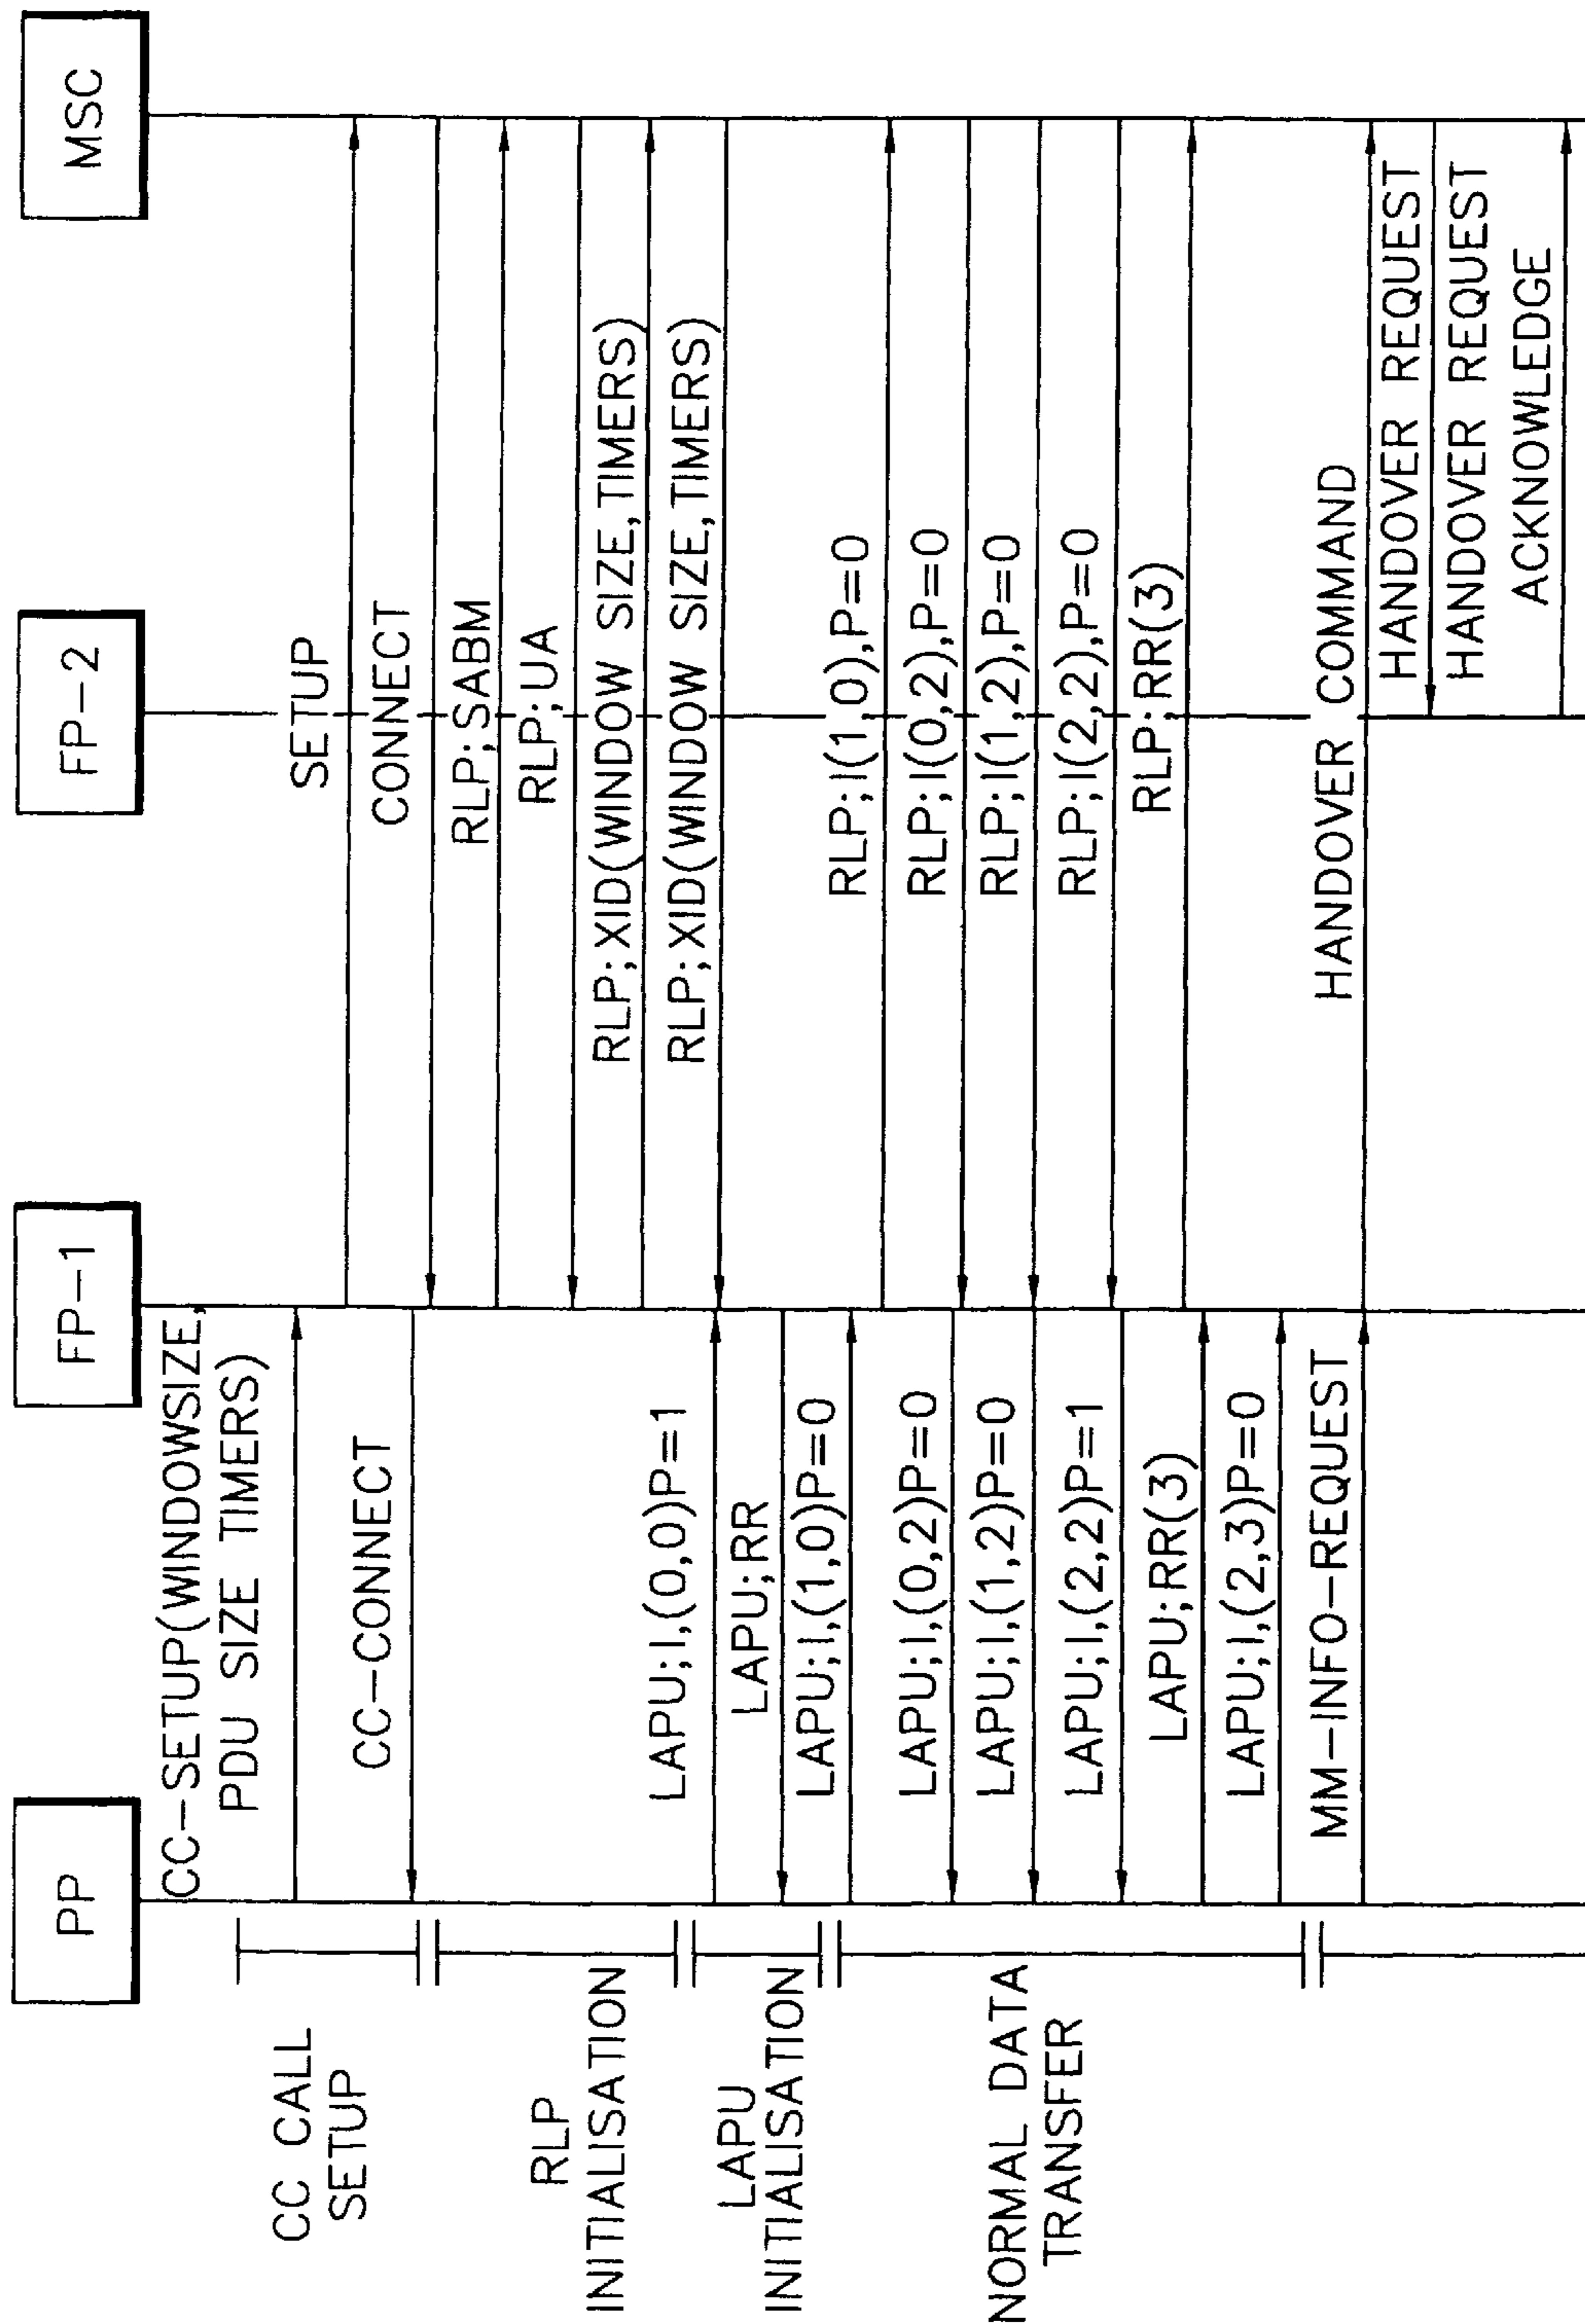 PP
FP-1
FP-2
MSC
CC CALL
SETUP
CC-SETUP(WINDOWSIZE,
PDU SIZE TIMERS)
SETUP
CC-CONNECT
CONNECT
RLP
INITIALISATION
RLP;SABM
RLP;UA
RLP;XID(WINDOW SIZE,TIMERS)
RLP;XID(WINDOW SIZE,TIMERS)
LAPU
INITIALISATION
LAPU;I,(0,0)P=1
LAPU;RR
LAPU;I,(1,0)P=0
RLP;I(1,0),P=0
NORMAL DATA
TRANSFER
LAPU;I,(0,2)P=0
RLP;I(0,2),P=0
LAPU;I,(1,2)P=0
RLP;I(1,2),P=0
LAPU;I,(2,2)P=1
RLP;I(2,2),P=0
LAPU;RR(3)
RLP;RR(3)
LAPU;I,(2,3)P=0
MM-INFO-REQUEST
HANDOVER COMMAND
HANDOVER REQUEST
HANDOVER REQUEST
ACKNOWLEDGE